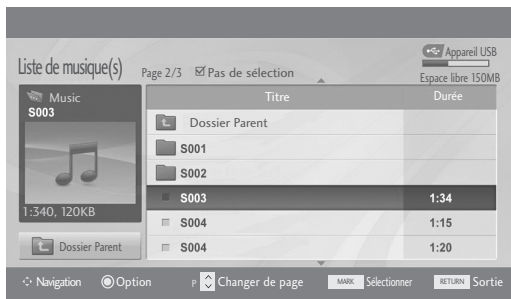 Appareil USB
Liste de musique(s) Page 2/3 Pas de sélection
Espace libre 150MB
Music
S003
1:340, 120KB
Dossier Parent
Titre Durée
Dossier Parent
S001
S002
S003 1:34
S004 1:15
S004 1:20
Navigation Option P Changer de page MARK Sélectionner RETURN Sortie